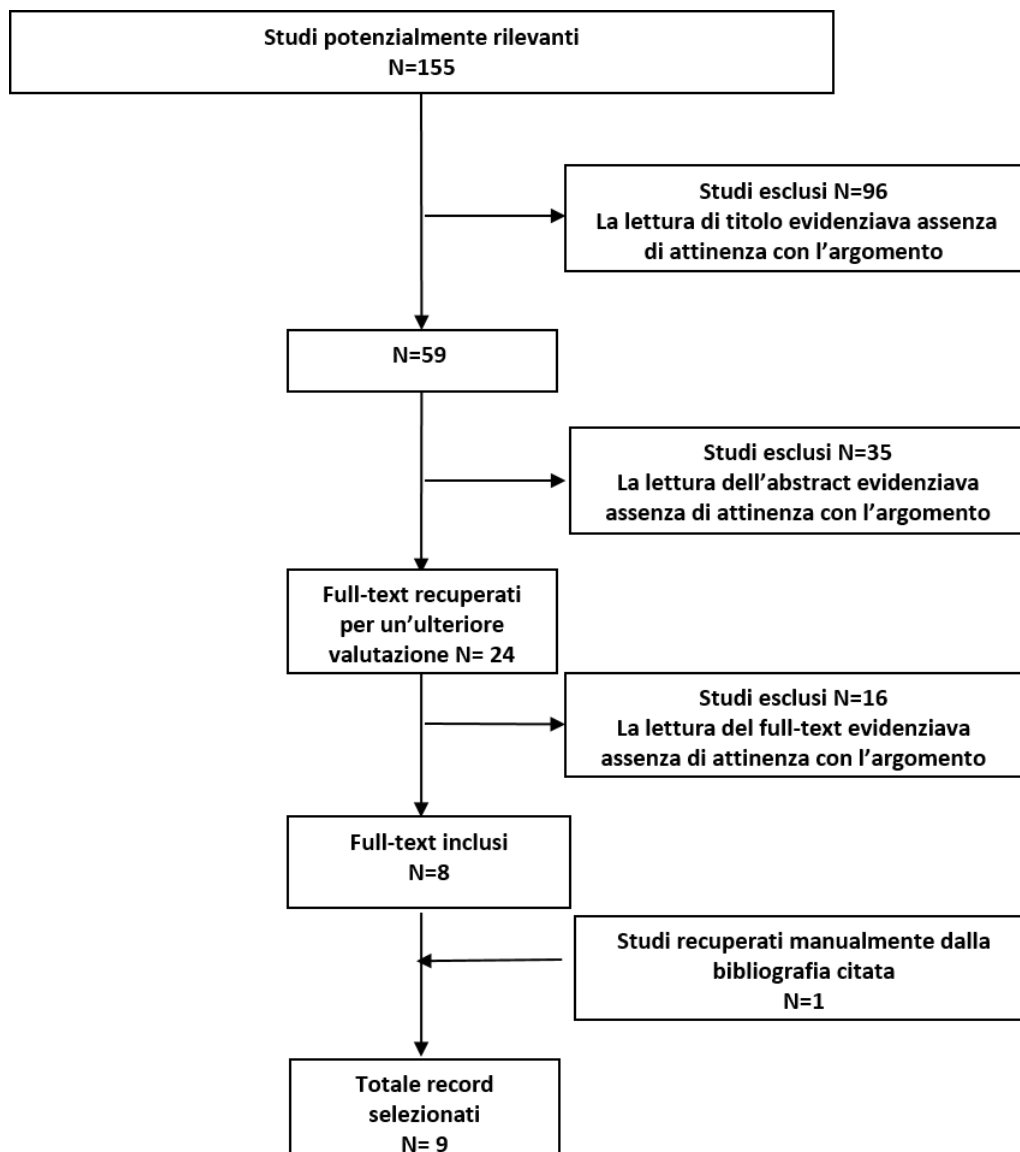 Studi potenzialmente rilevanti
N=155
Studi esclusi N=96
La lettura di titolo evidenziava assenza
di attinenza con l’argomento
N=59
Studi esclusi N=35
La lettura dell’abstract evidenziava
assenza di attinenza con l’argomento
Full-text recuperati
per un’ulteriore
valutazione N= 24
Studi esclusi N=16
La lettura del full-text evidenziava
assenza di attinenza con l’argomento
Full-text inclusi
N=8
Studi recuperati manualmente dalla
bibliografia citata
N=1
Totale record
selezionati
N= 9